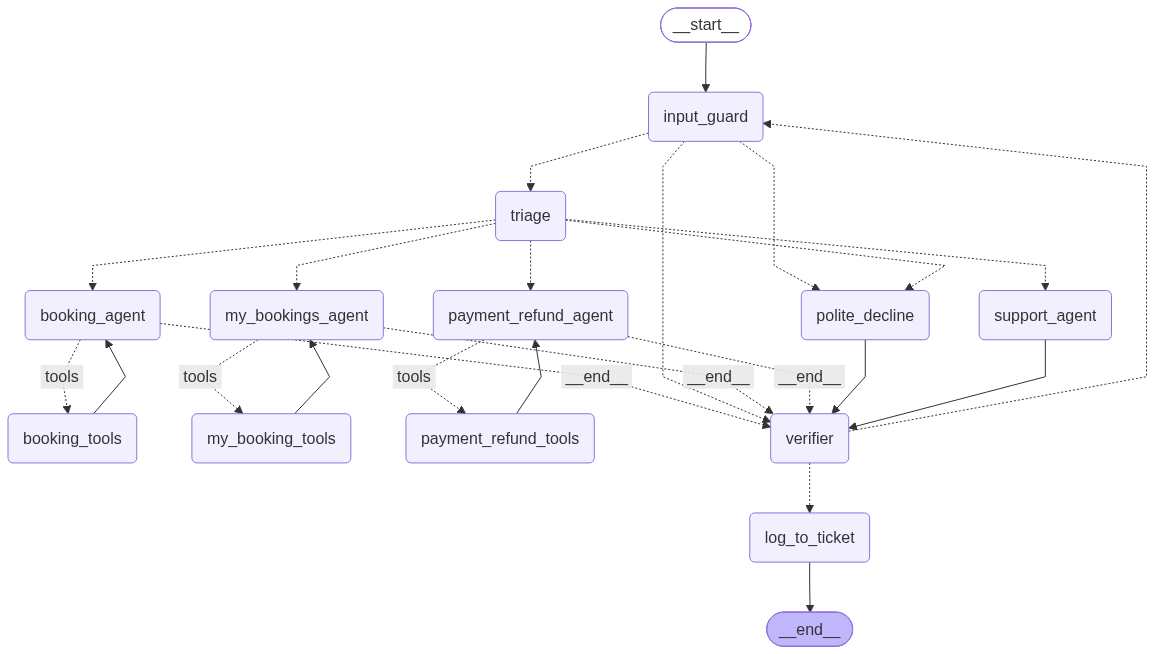 __start__
input_guard
triage
booking_agent
my_bookings_agent
payment_refund_agent
polite_decline
support_agent
tools
tools
tools
__end__
__end__
__end__
booking_tools
my_booking_tools
payment_refund_tools
verifier
log_to_ticket
__end__